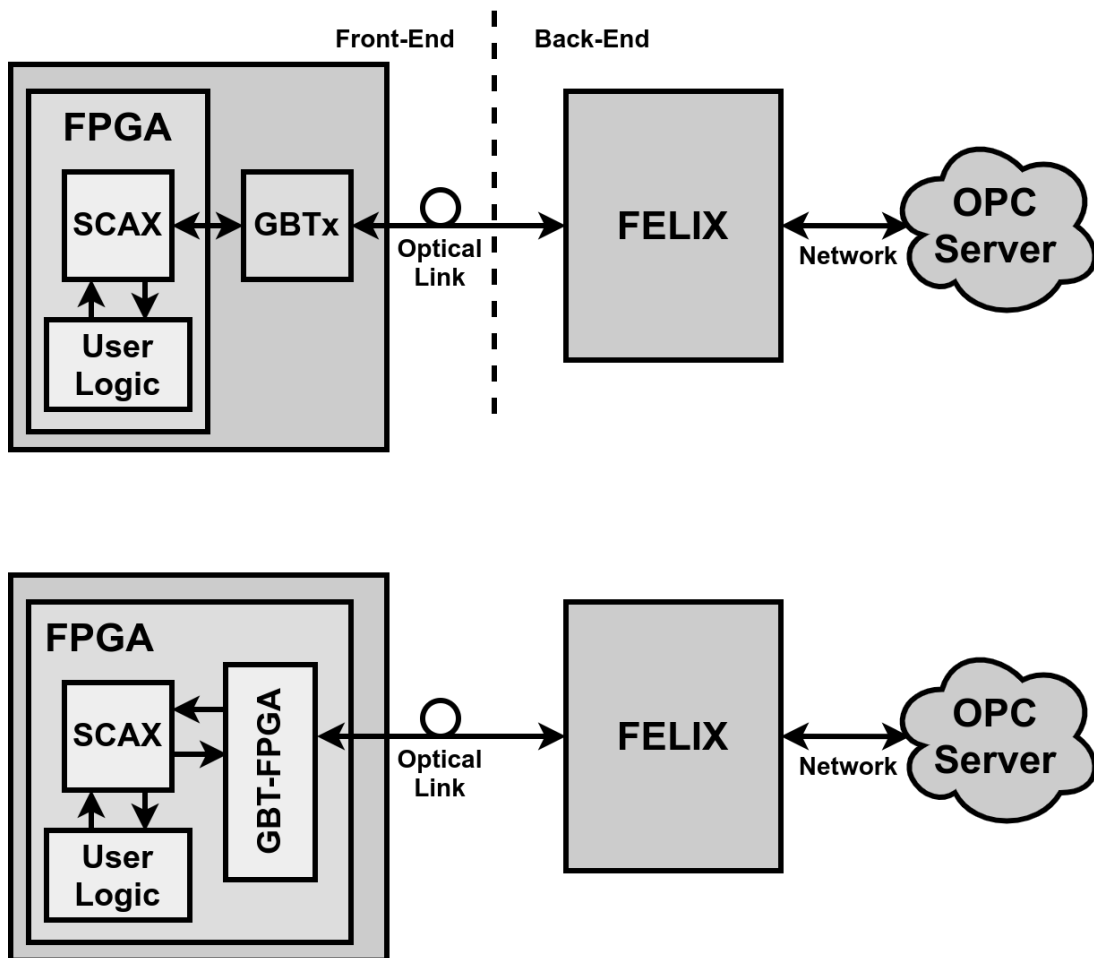 Front-End
Back-End
FPGA
SCAX
GBTx
User
Logic
Optical
Link
FELIX
Network
OPC
Server
FPGA
SCAX
GBT-FPGA
User
Logic
Optical
Link
FELIX
Network
OPC
Server